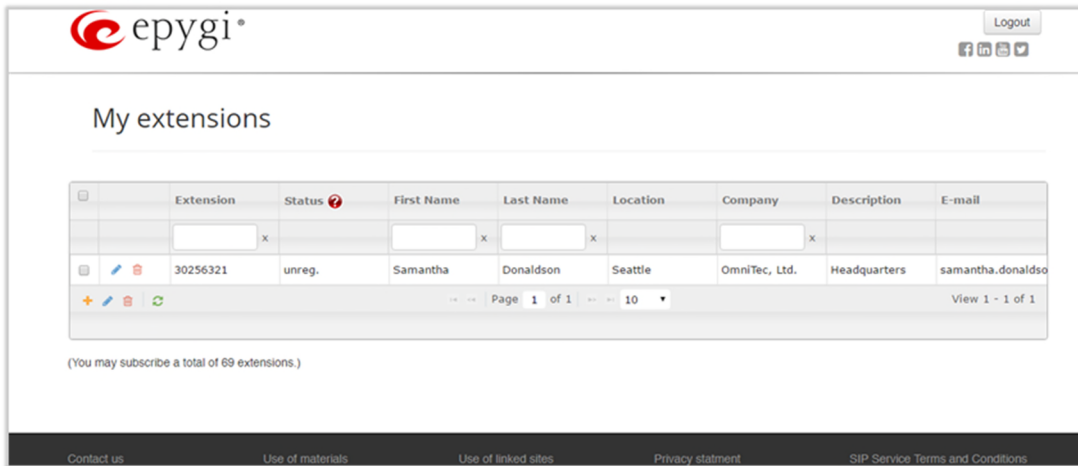 epygi
Logout
My extensions
Extension Status First Name Last Name Location Company Description E-mail
x x x x
30256321 unreg. Samantha Donaldson Seattle OmniTec, Ltd. Headquarters samantha.donaldso
Page 1 of 1 10 View 1 - 1 of 1
(You may subscribe a total of 69 extensions.)
Contact us Use of materials Use of linked sites Privacy statment SIP Service Terms and Conditions